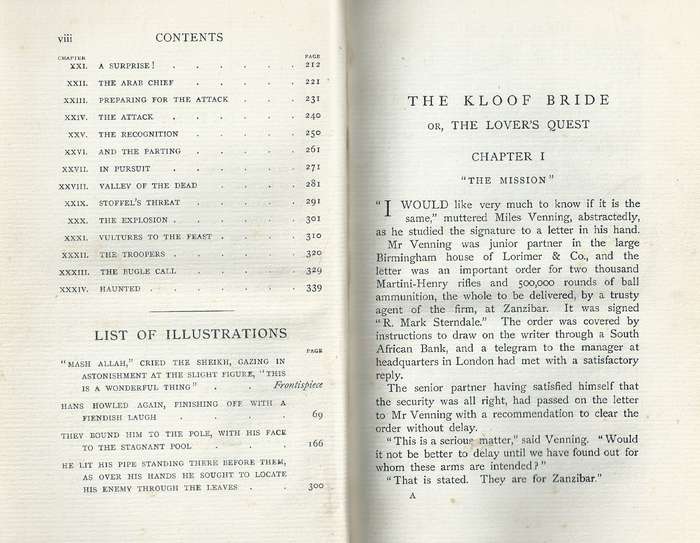 viii CONTENTS
CHAPTER PAGE
XXI. A SURPRISE! . . . . . . 212
XXII. THE ARAB CHIEF . . . . . 221
XXIII. PREPARING FOR THE ATTACK . . . 231
XXIV. THE ATTACK . . . . . . 240
XXV. THE RECOGNITION . . . . . 250
XXVI. AND THE PARTING . . . . . 261
XXVII. IN PURSUIT . . . . . . 271
XXVIII. VALLEY OF THE DEAD . . . . 281
XXIX. STOFFEL'S THREAT . . . . . 291
XXX. THE EXPLOSION . . . . . . 301
XXXI. VULTURES TO THE FEAST . . . . 310
XXXII. THE TROOPERS . . . . . 320
XXXIII. THE BUGLE CALL . . . . . 329
XXXIV. HAUNTED . . . . . . . 339
LIST OF ILLUSTRATIONS
PAGE
"MASH ALLAH," CRIED THE SHEIKH, GAZING IN
ASTONISHMENT AT THE SLIGHT FIGURE, "THIS
IS A WONDERFUL THING" . . Frontispiece
HANS HOWLED AGAIN, FINISHING OFF WITH A
FIENDISH LAUGH . . . . 69
THEY BOUND HIM TO THE POLE, WITH HIS FACE
TO THE STAGNANT POOL . . . . 166
HE LIT HIS PIPE STANDING THERE BEFORE THEM,
AS OVER HIS HANDS HE SOUGHT TO LOCATE
HIS ENEMY THROUGH THE LEAVES . . 300
THE KLOOF BRIDE
OR, THE LOVER'S QUEST
CHAPTER I
"THE MISSION"
"I WOULD like very much to know if it is the
same," muttered Miles Venning, abstractedly,
as he studied the signature to a letter in his hand.
Mr Venning was junior partner in the large
Birmingham house of Lorimer & Co., and the
letter was an important order for two thousand
Martini-Henry rifles and 500,000 rounds of ball
ammunition, the whole to be delivered, by a trusty
agent of the firm, at Zanzibar. It was signed
"R. Mark Sterndale." The order was covered by
instructions to draw on the writer through a South
African Bank, and a telegram to the manager at
headquarters in London had met with a satisfactory
reply.
The senior partner having satisfied himself that
the security was all right, had passed on the letter
to Mr Venning with a recommendation to clear the
order without delay.
"This is a serious matter," said Venning. "Would
it not be better to delay until we have found out for
whom these arms are intended?"
"That is stated. They are for Zanzibar."
A